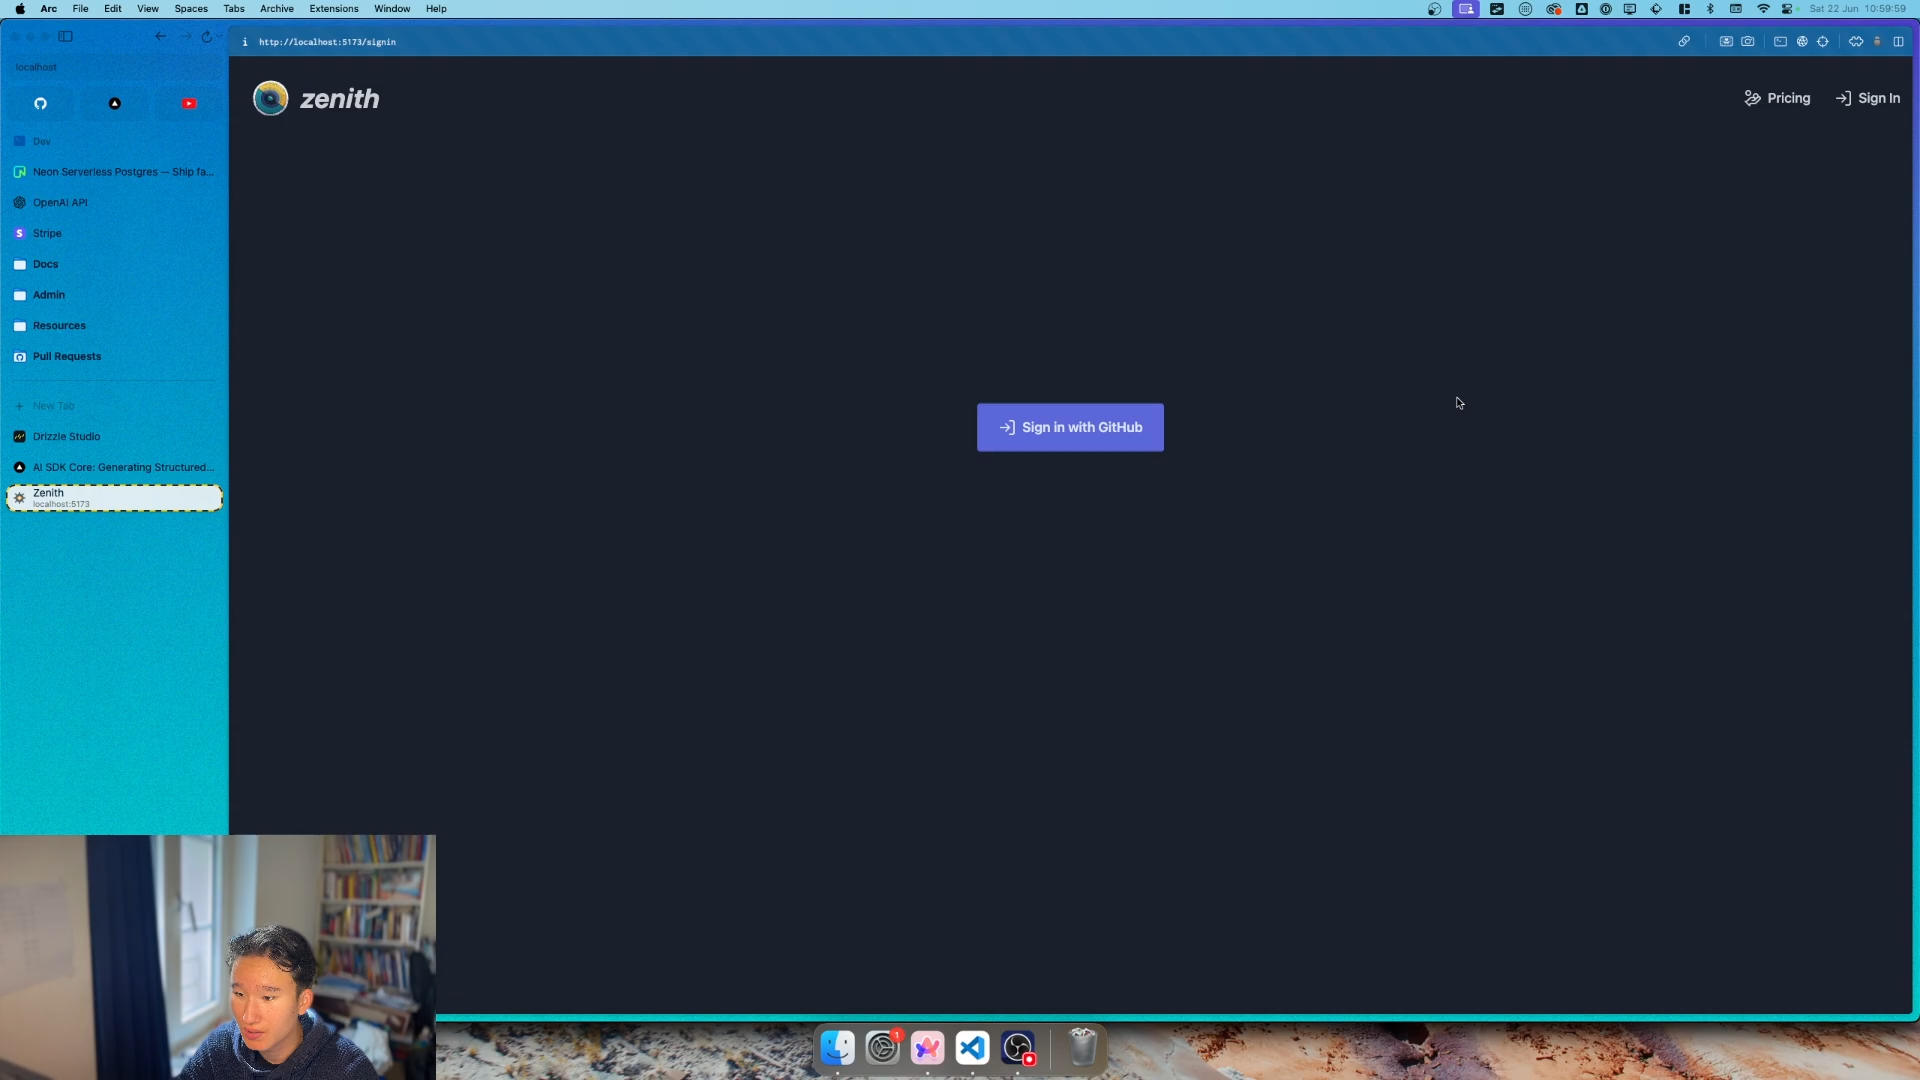 Arc File Edit View Spaces Tabs Archive Extensions Window Help
Sat 22 Jun 10:59:59
http://localhost:5173/signin
localhost
zenith
Pricing
Sign In
Dev
Neon Serverless Postgres — Ship fa...
OpenAI API
Stripe
Docs
Admin
Resources
Pull Requests
New Tab
Drizzle Studio
AI SDK Core: Generating Structured...
Zenith
localhost:5173
Sign in with GitHub
1